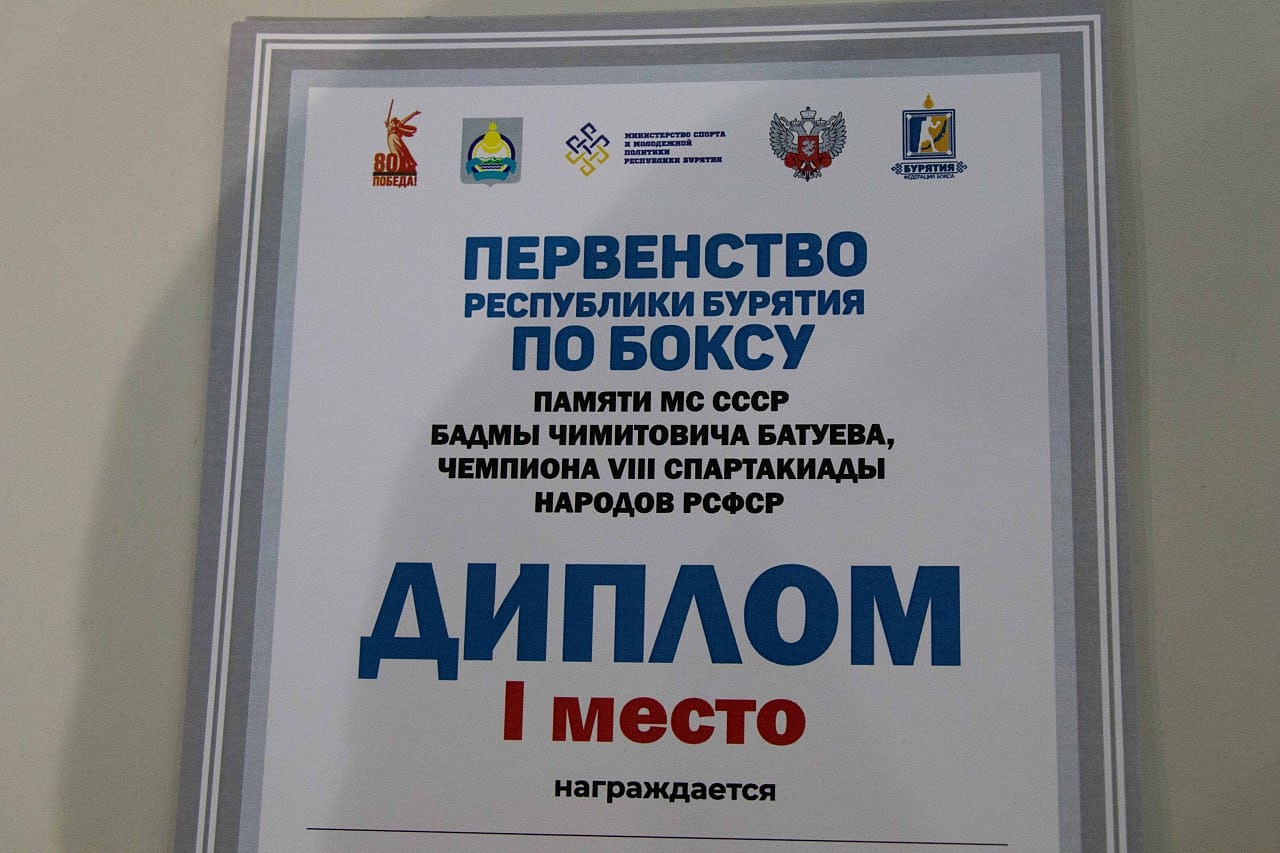 80
ПОБЕДА!
МИНИСТЕРСТВО СПОРТА
И МОЛОДЕЖНОЙ
ПОЛИТИКИ
РЕСПУБЛИКИ БУРЯТИЯ
БУРЯТИЯ
ФЕДЕРАЦИЯ БОКСА
ПЕРВЕНСТВО
РЕСПУБЛИКИ БУРЯТИЯ
ПО БОКСУ
ПАМЯТИ МС СССР
БАДМЫ ЧИМИТОВИЧА БАТУЕВА,
ЧЕМПИОНА VIII СПАРТАКИАДЫ
НАРОДОВ РСФСР
ДИПЛОМ
I место
награждается